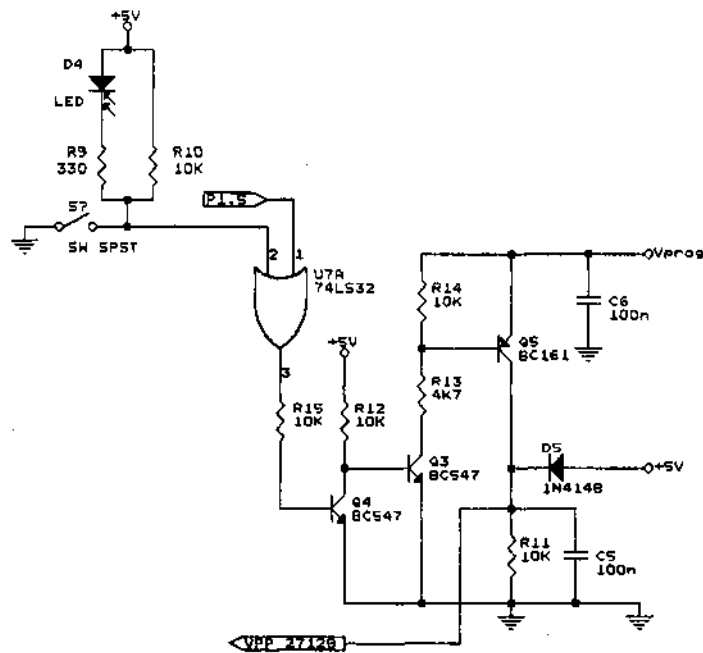 +5V
D4
LED
R9
330
R10
10K
P1.5
S?
SW SPST
2
1
U7A
74LS32
3
+5V
R14
10K
Vprog
C6
100n
Q5
BC161
R13
4K7
R15
10K
R12
10K
Q3
BC547
D5
+5V
1N4148
Q4
BC547
R11
10K
C5
100n
VPP 27128